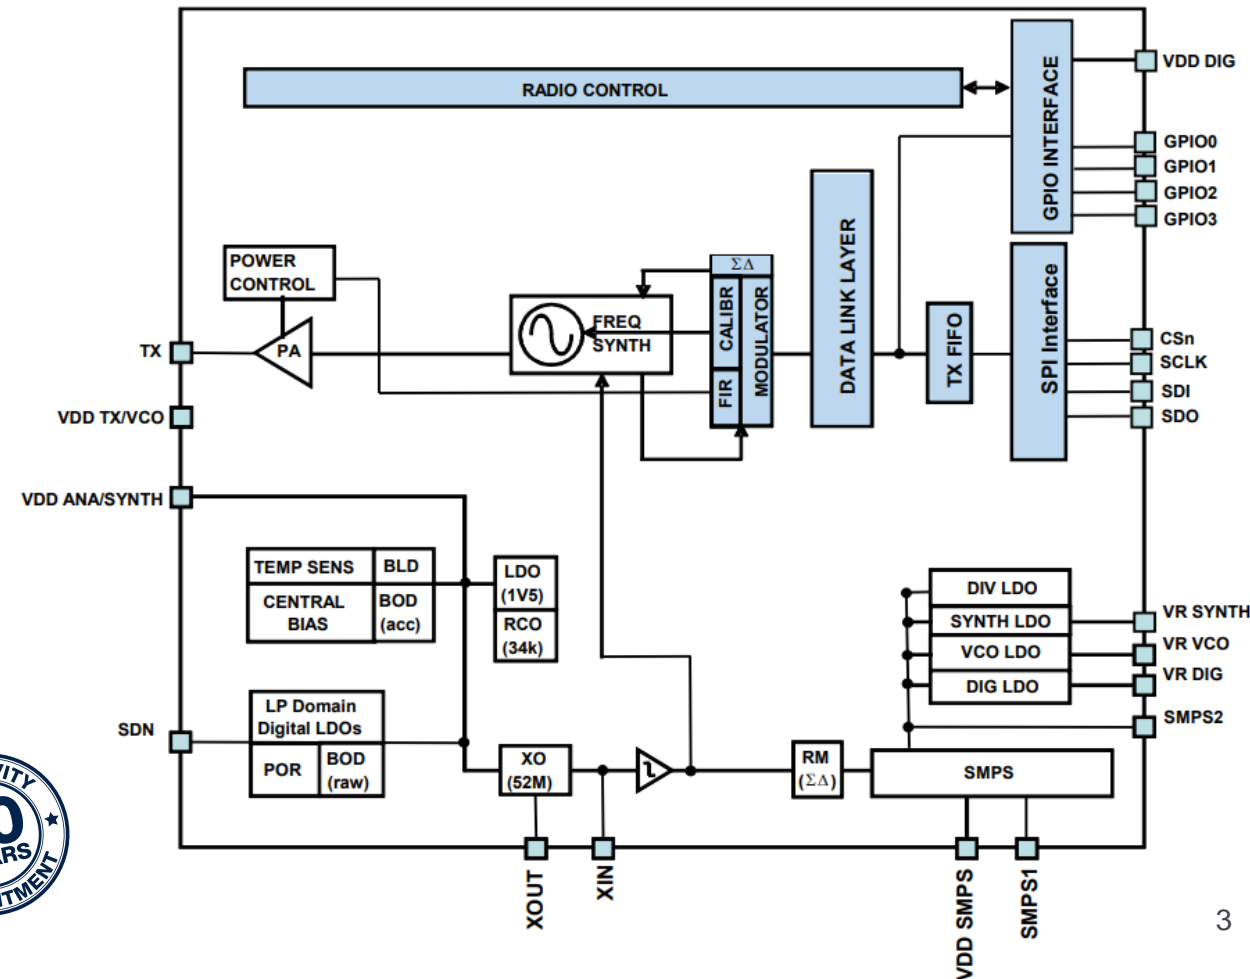 VDD DIG
RADIO CONTROL
GPIO INTERFACE
GPIO0
GPIO1
GPIO2
GPIO3
POWER
CONTROL
ΣΔ
CALIBR
MODULATOR
FIR
DATA LINK LAYER
TX FIFO
SPI Interface
FREQ
SYNTH
PA
TX
CSn
SCLK
SDI
SDO
VDD TX/VCO
VDD ANA/SYNTH
TEMP SENS
BLD
CENTRAL
BIAS
BOD
(acc)
LDO
(1V5)
RCO
(34k)
DIV LDO
SYNTH LDO
VCO LDO
DIG LDO
VR SYNTH
VR VCO
VR DIG
SMPS2
SDN
LP Domain
Digital LDOs
POR
BOD
(raw)
XO
(52M)
RM
(ΣΔ)
SMPS
XOUT
XIN
VDD SMPS
SMPS1
3